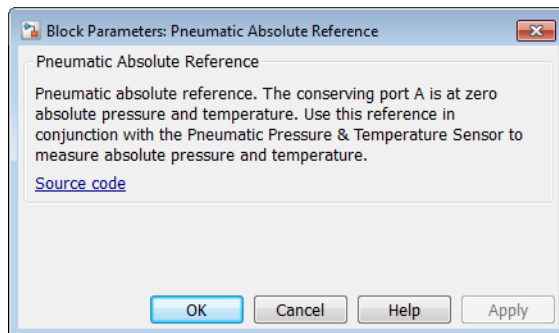 Block Parameters: Pneumatic Absolute Reference
Pneumatic Absolute Reference
Pneumatic absolute reference. The conserving port A is at zero
absolute pressure and temperature. Use this reference in
conjunction with the Pneumatic Pressure & Temperature Sensor to
measure absolute pressure and temperature.
Source code
OK Cancel Help Apply